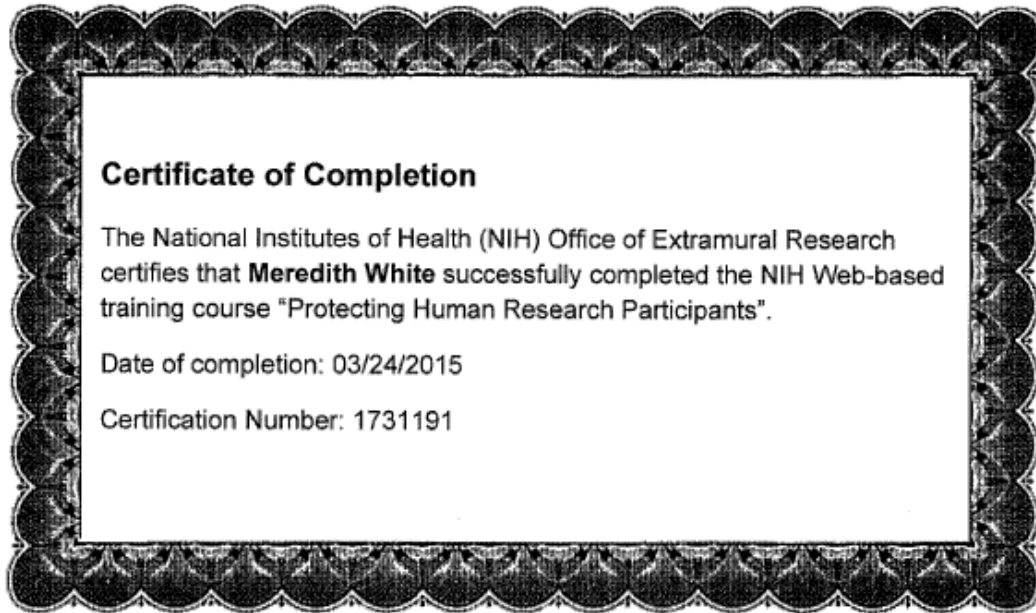 Certificate of Completion
The National Institutes of Health (NIH) Office of Extramural Research
certifies that Meredith White successfully completed the NIH Web-based
training course "Protecting Human Research Participants".
Date of completion: 03/24/2015
Certification Number: 1731191